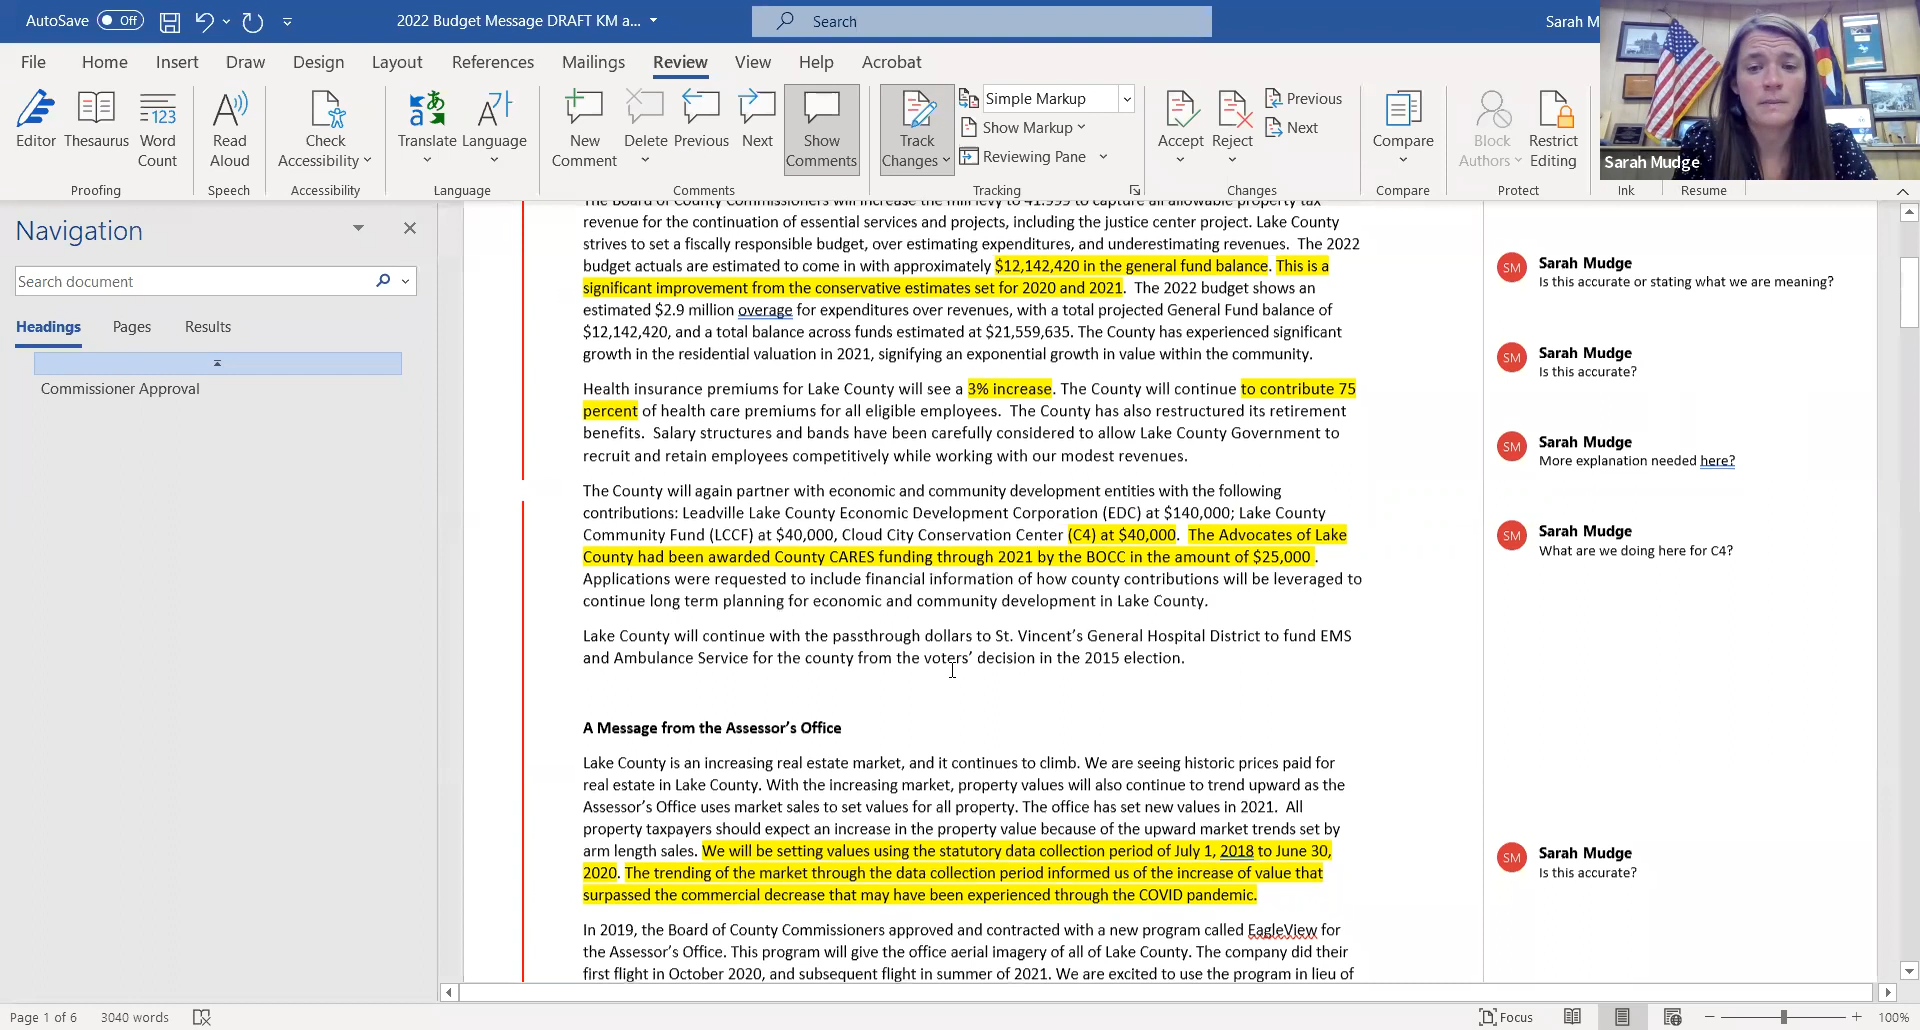 AutoSave Off 2022 Budget Message DRAFT KM a... Search Sarah M
File Home Insert Draw Design Layout References Mailings Review View Help Acrobat
Editor Thesaurus Word Count
Read Aloud
Check Accessibility
Translate Language
New Comment Delete Previous Next Show Comments
Track Changes
Simple Markup
Show Markup
Reviewing Pane
Accept Reject
Previous
Next
Compare
Block Authors Restrict Editing
Sarah Mudge
Proofing Speech Accessibility Language Comments Tracking Changes Compare Protect Ink Resume
Navigation
Search document
Headings Pages Results
Commissioner Approval
The Board of County Commissioners will increase the mill levy to 41.999 to capture all allowable property tax
revenue for the continuation of essential services and projects, including the justice center project. Lake County
strives to set a fiscally responsible budget, over estimating expenditures, and underestimating revenues. The 2022
budget actuals are estimated to come in with approximately $12,142,420 in the general fund balance. This is a
significant improvement from the conservative estimates set for 2020 and 2021. The 2022 budget shows an
estimated $2.9 million overage for expenditures over revenues, with a total projected General Fund balance of
$12,142,420, and a total balance across funds estimated at $21,559,635. The County has experienced significant
growth in the residential valuation in 2021, signifying an exponential growth in value within the community.
Health insurance premiums for Lake County will see a 3% increase. The County will continue to contribute 75
percent of health care premiums for all eligible employees. The County has also restructured its retirement
benefits. Salary structures and bands have been carefully considered to allow Lake County Government to
recruit and retain employees competitively while working with our modest revenues.
The County will again partner with economic and community development entities with the following
contributions: Leadville Lake County Economic Development Corporation (EDC) at $140,000; Lake County
Community Fund (LCCF) at $40,000, Cloud City Conservation Center (C4) at $40,000. The Advocates of Lake
County had been awarded County CARES funding through 2021 by the BOCC in the amount of $25,000 .
Applications were requested to include financial information of how county contributions will be leveraged to
continue long term planning for economic and community development in Lake County.
Lake County will continue with the passthrough dollars to St. Vincent's General Hospital District to fund EMS
and Ambulance Service for the county from the voters' decision in the 2015 election.
A Message from the Assessor's Office
Lake County is an increasing real estate market, and it continues to climb. We are seeing historic prices paid for
real estate in Lake County. With the increasing market, property values will also continue to trend upward as the
Assessor's Office uses market sales to set values for all property. The office has set new values in 2021. All
property taxpayers should expect an increase in the property value because of the upward market trends set by
arm length sales. We will be setting values using the statutory data collection period of July 1, 2018 to June 30,
2020. The trending of the market through the data collection period informed us of the increase of value that
surpassed the commercial decrease that may have been experienced through the COVID pandemic.
In 2019, the Board of County Commissioners approved and contracted with a new program called EagleView for
the Assessor's Office. This program will give the office aerial imagery of all of Lake County. The company did their
first flight in October 2020, and subsequent flight in summer of 2021. We are excited to use the program in lieu of
SM Sarah Mudge
Is this accurate or stating what we are meaning?
SM Sarah Mudge
Is this accurate?
SM Sarah Mudge
More explanation needed here?
SM Sarah Mudge
What are we doing here for C4?
SM Sarah Mudge
Is this accurate?
Page 1 of 6 3040 words Focus 100%